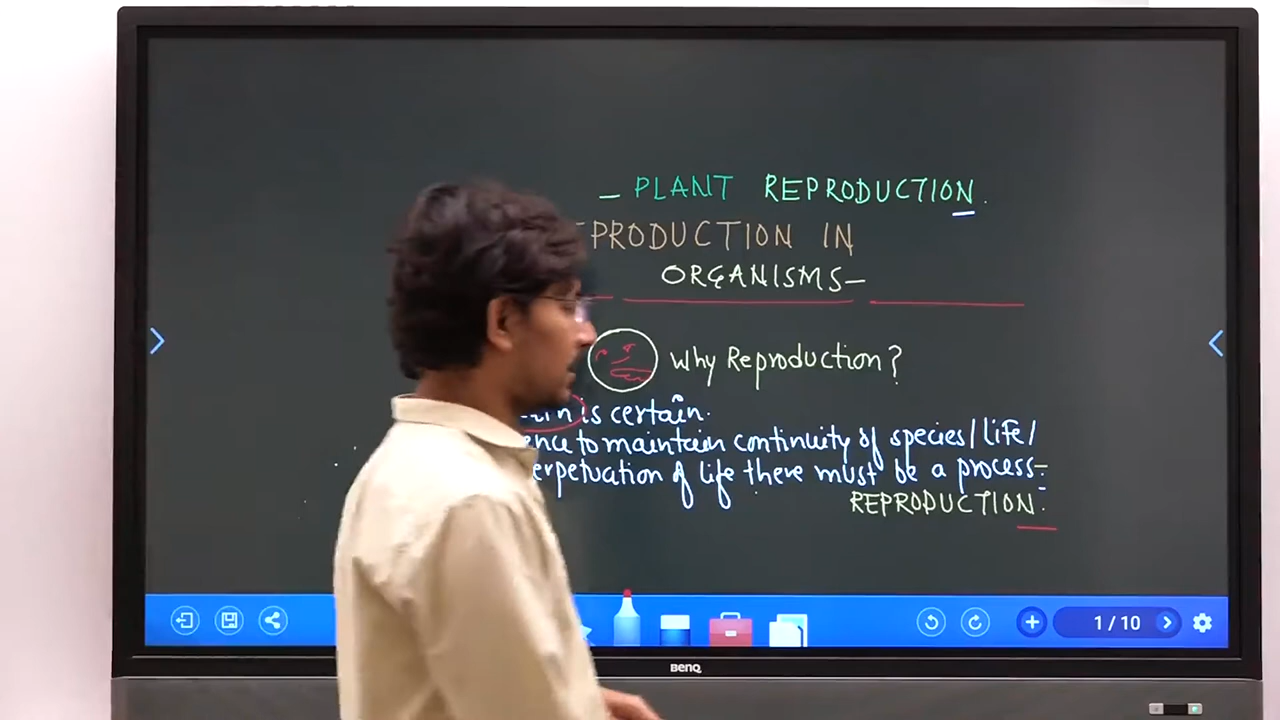 – PLANT REPRODUCTION.
PRODUCTION IN
ORGANISMS–
Why Reproduction?
is certain.
to maintain continuity of species/life/
of life there must be a process–
REPRODUCTION.
1/10
BenQ